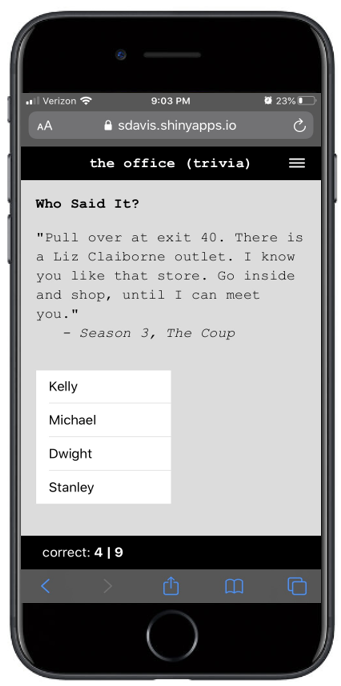 Verizon 9:03 PM 23%
AA sdavis.shinyapps.io
the office (trivia)
Who Said It?
"Pull over at exit 40. There is
a Liz Claiborne outlet. I know
you like that store. Go inside
and shop, until I can meet
you."
- Season 3, The Coup
Kelly
Michael
Dwight
Stanley
correct: 4 | 9